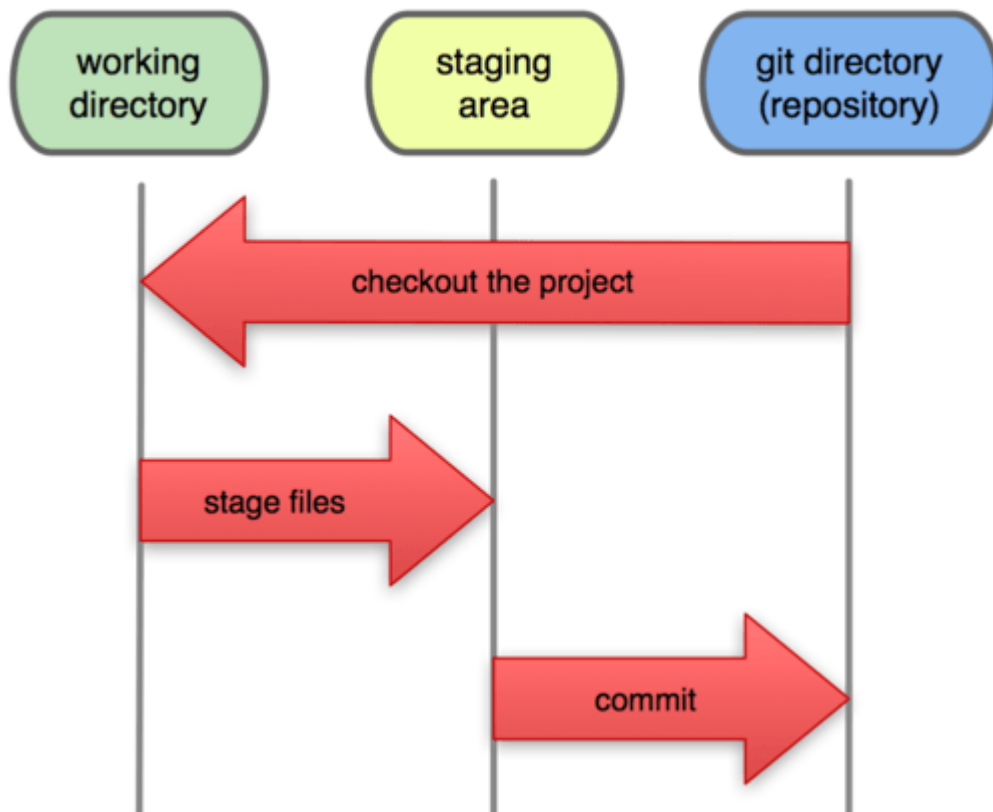 working
directory
staging
area
git directory
(repository)
checkout the project
stage files
commit